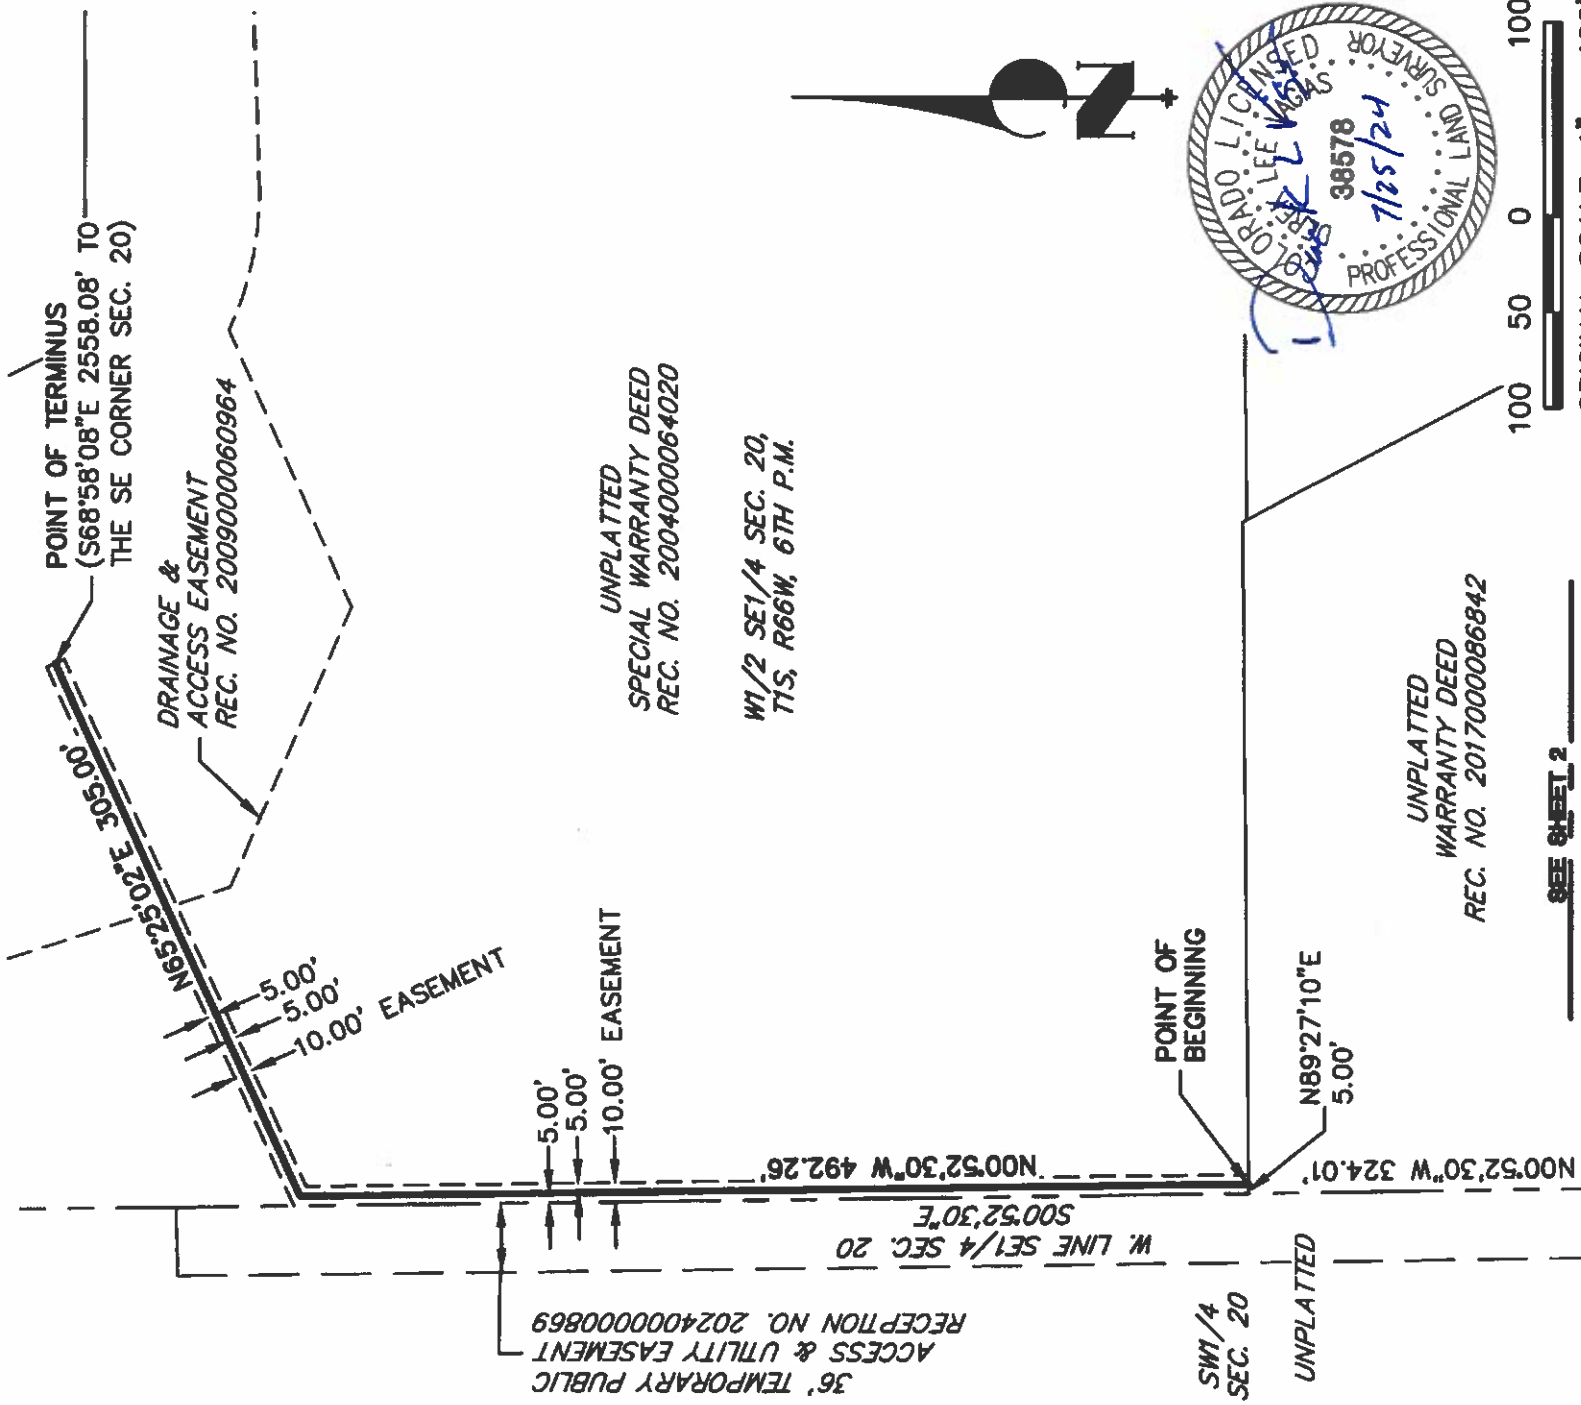 POINT OF TERMINUS
(S68°58'08"E 2558.08' TO
THE SE CORNER SEC. 20)
DRAINAGE &
ACCESS EASEMENT
REC. NO. 2009000060964
N65°25'02"E 305.00'
5.00'
5.00'
10.00' EASEMENT
UNPLATTED
SPECIAL WARRANTY DEED
REC. NO. 20040000064020
W1/2 SE1/4 SEC. 20,
T1S, R66W, 6TH P.M.
5.00'
5.00'
10.00' EASEMENT
N00°52'30"W 492.26'
S00°52'30"E
W. LINE SE1/4 SEC. 20
36' TEMPORARY PUBLIC
ACCESS & UTILITY EASEMENT
RECEPTION NO. 2024000000869
POINT OF
BEGINNING
N89°27'10"E
5.00'
N00°52'30"W 324.01'
SW1/4
SEC. 20
UNPLATTED
UNPLATTED
WARRANTY DEED
REC. NO. 2017000086842
SEE SHEET 2
N
COLORADO LICENSED
DEREK LEE VAGIAS
38578
7/25/24
PROFESSIONAL LAND SURVEYOR
100 50 0 100